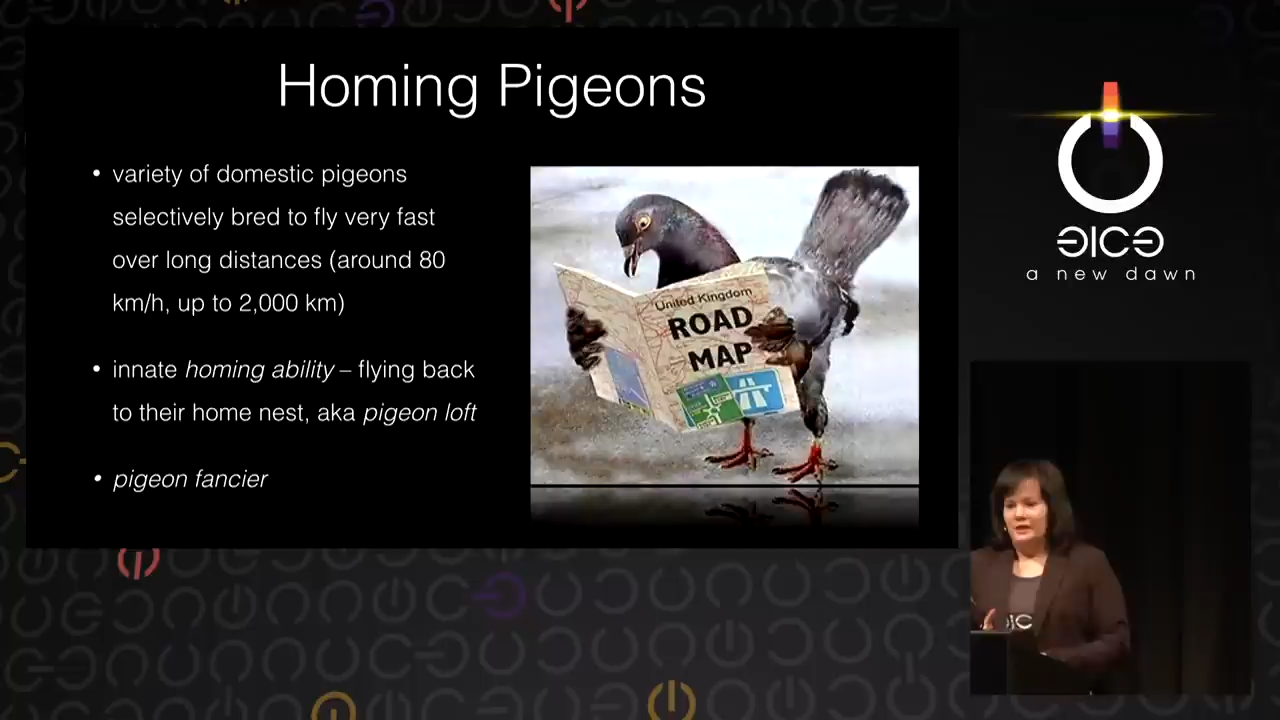 Homing Pigeons
• variety of domestic pigeons
selectively bred to fly very fast
over long distances (around 80
km/h, up to 2,000 km)
• innate homing ability – flying back
to their home nest, aka pigeon loft
• pigeon fancier
United Kingdom
ROAD
MAP
ƎICƏ
a new dawn